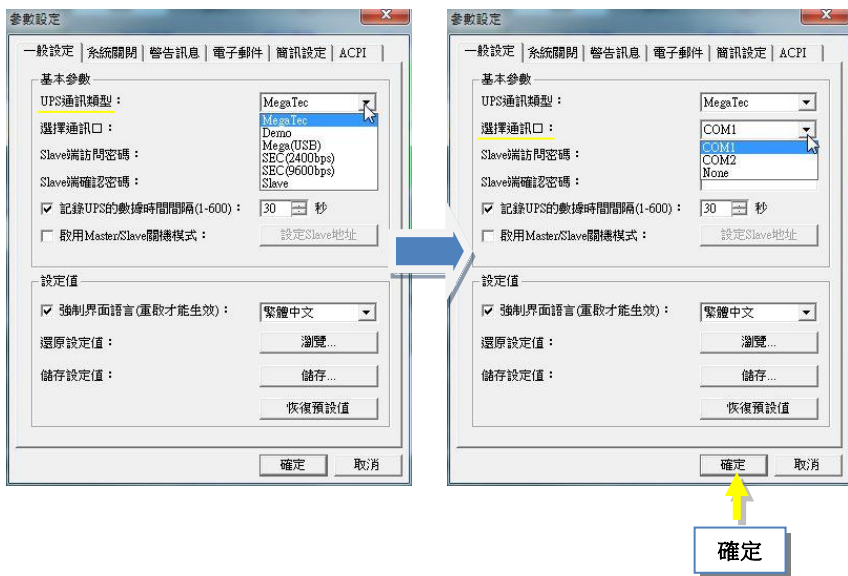 參數設定
一般設定 系統關閉 警告訊息 電子郵件 簡訊設定 ACPI
基本參數
UPS通訊類型： MegaTec
MegaTec
Demo
Mega(USB)
SEC(2400bps)
SEC(9600bps)
Slave
選擇通訊口：
Slave端訪問密碼：
Slave端確認密碼：
記錄UPS的數據時間間隔(1-600)： 30 秒
啟用Master/Slave關機模式： 設定Slave地址
設定值
強制界面語言(重啟才能生效)： 繁體中文
還原設定值： 瀏覽...
儲存設定值： 儲存...
恢復預設值
確定 取消
參數設定
一般設定 系統關閉 警告訊息 電子郵件 簡訊設定 ACPI
基本參數
UPS通訊類型： MegaTec
選擇通訊口： COM1
COM1
COM2
None
Slave端訪問密碼：
Slave端確認密碼：
記錄UPS的數據時間間隔(1-600)： 30 秒
啟用Master/Slave關機模式： 設定Slave地址
設定值
強制界面語言(重啟才能生效)： 繁體中文
還原設定值： 瀏覽...
儲存設定值： 儲存...
恢復預設值
確定 取消
確定